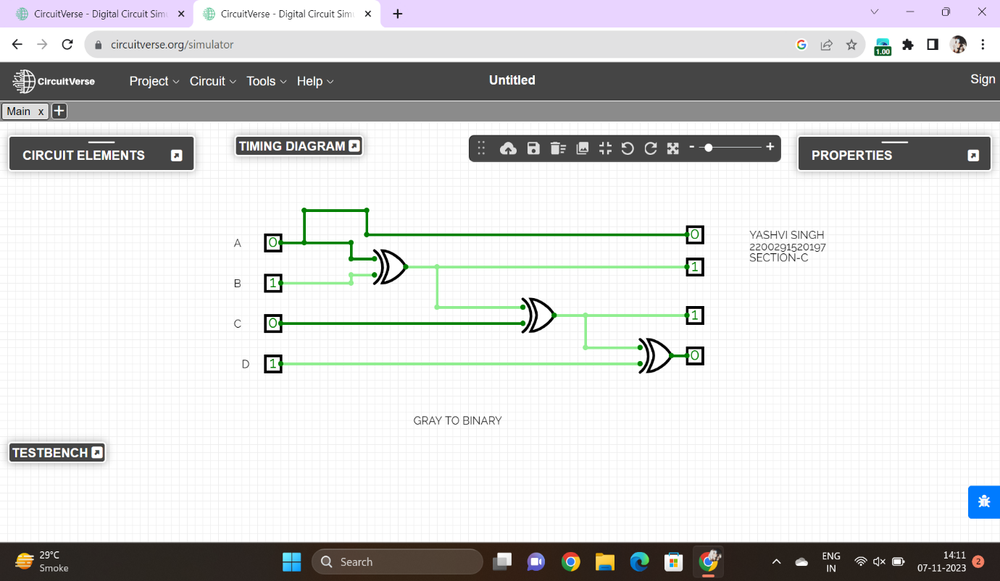 CircuitVerse - Digital Circuit Sim
CircuitVerse - Digital Circuit Sim
circuitverse.org/simulator
1.00
CircuitVerse
Project
Circuit
Tools
Help
Untitled
Sign
Main x +
CIRCUIT ELEMENTS
TIMING DIAGRAM
- +
PROPERTIES
A 0 0
YASHVI SINGH
2200291520197
SECTION-C
B 1 1
C 0 1
D 1 0
GRAY TO BINARY
TESTBENCH
29°C
Smoke
Search
ENG
IN
14:11
07-11-2023
2